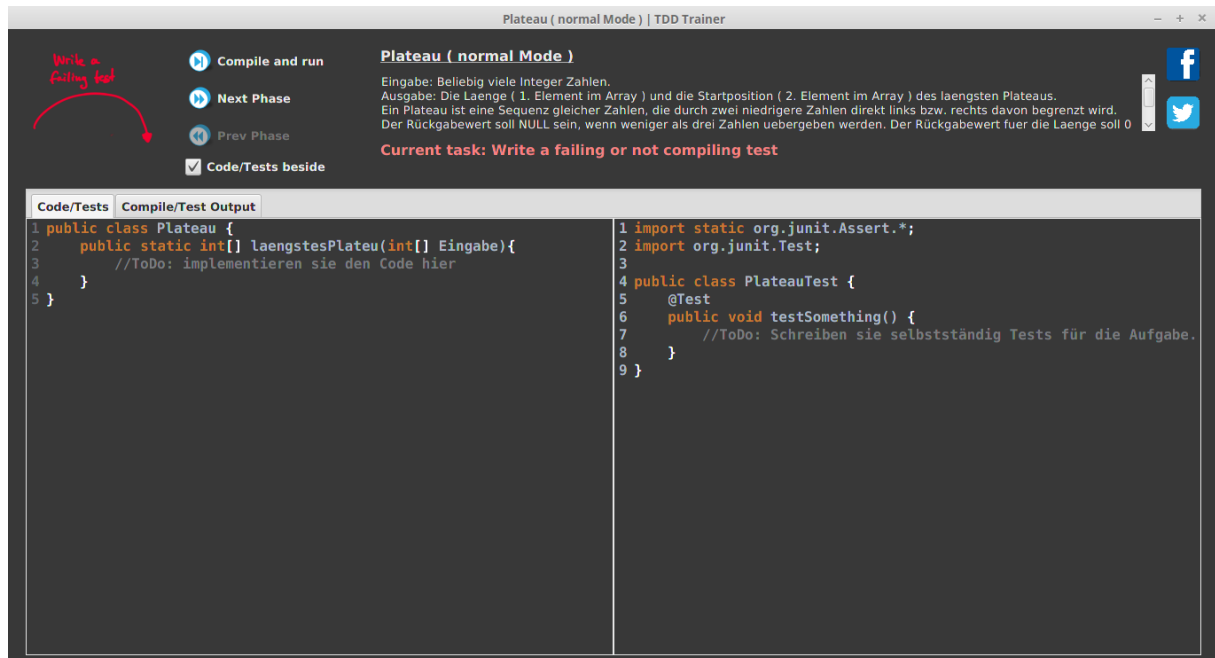 Plateau ( normal Mode ) | TDD Trainer
Write a
failing test
Compile and run
Next Phase
Prev Phase
Code/Tests beside
Plateau ( normal Mode )
Eingabe: Beliebig viele Integer Zahlen.
Ausgabe: Die Laenge ( 1. Element im Array ) und die Startposition ( 2. Element im Array ) des laengsten Plateaus.
Ein Plateau ist eine Sequenz gleicher Zahlen, die durch zwei niedrigere Zahlen direkt links bzw. rechts davon begrenzt wird.
Der Rückgabewert soll NULL sein, wenn weniger als drei Zahlen uebergeben werden. Der Rückgabewert fuer die Laenge soll 0
Current task: Write a failing or not compiling test
Code/Tests
Compile/Test Output
1 public class Plateau {
2     public static int[] laengstesPlateu(int[] Eingabe){
3         //ToDo: implementieren sie den Code hier
4     }
5 }
1 import static org.junit.Assert.*;
2 import org.junit.Test;
3
4 public class PlateauTest {
5     @Test
6     public void testSomething() {
7         //ToDo: Schreiben sie selbstständig Tests für die Aufgabe.
8     }
9 }